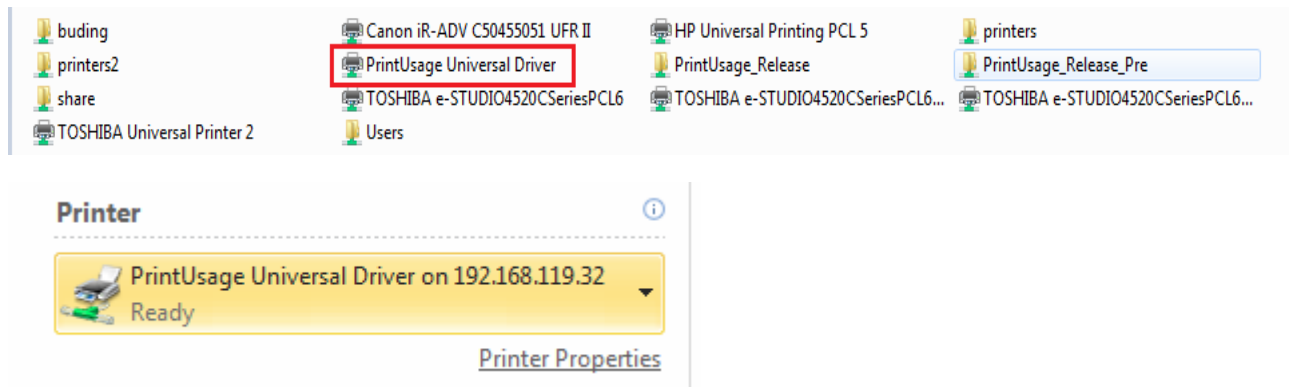 buding Canon iR-ADV C50455051 UFR II HP Universal Printing PCL 5 printers
printers2 PrintUsage Universal Driver PrintUsage_Release PrintUsage_Release_Pre
share TOSHIBA e-STUDIO4520CSeriesPCL6 TOSHIBA e-STUDIO4520CSeriesPCL6... TOSHIBA e-STUDIO4520CSeriesPCL6...
TOSHIBA Universal Printer 2 Users
Printer
PrintUsage Universal Driver on 192.168.119.32
Ready
Printer Properties